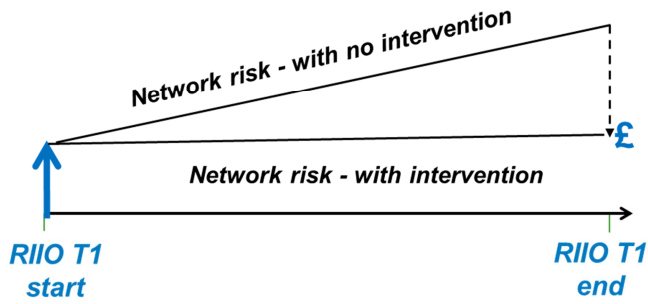 Network risk - with no intervention
£
Network risk - with intervention
RIIO T1
start
RIIO T1
end